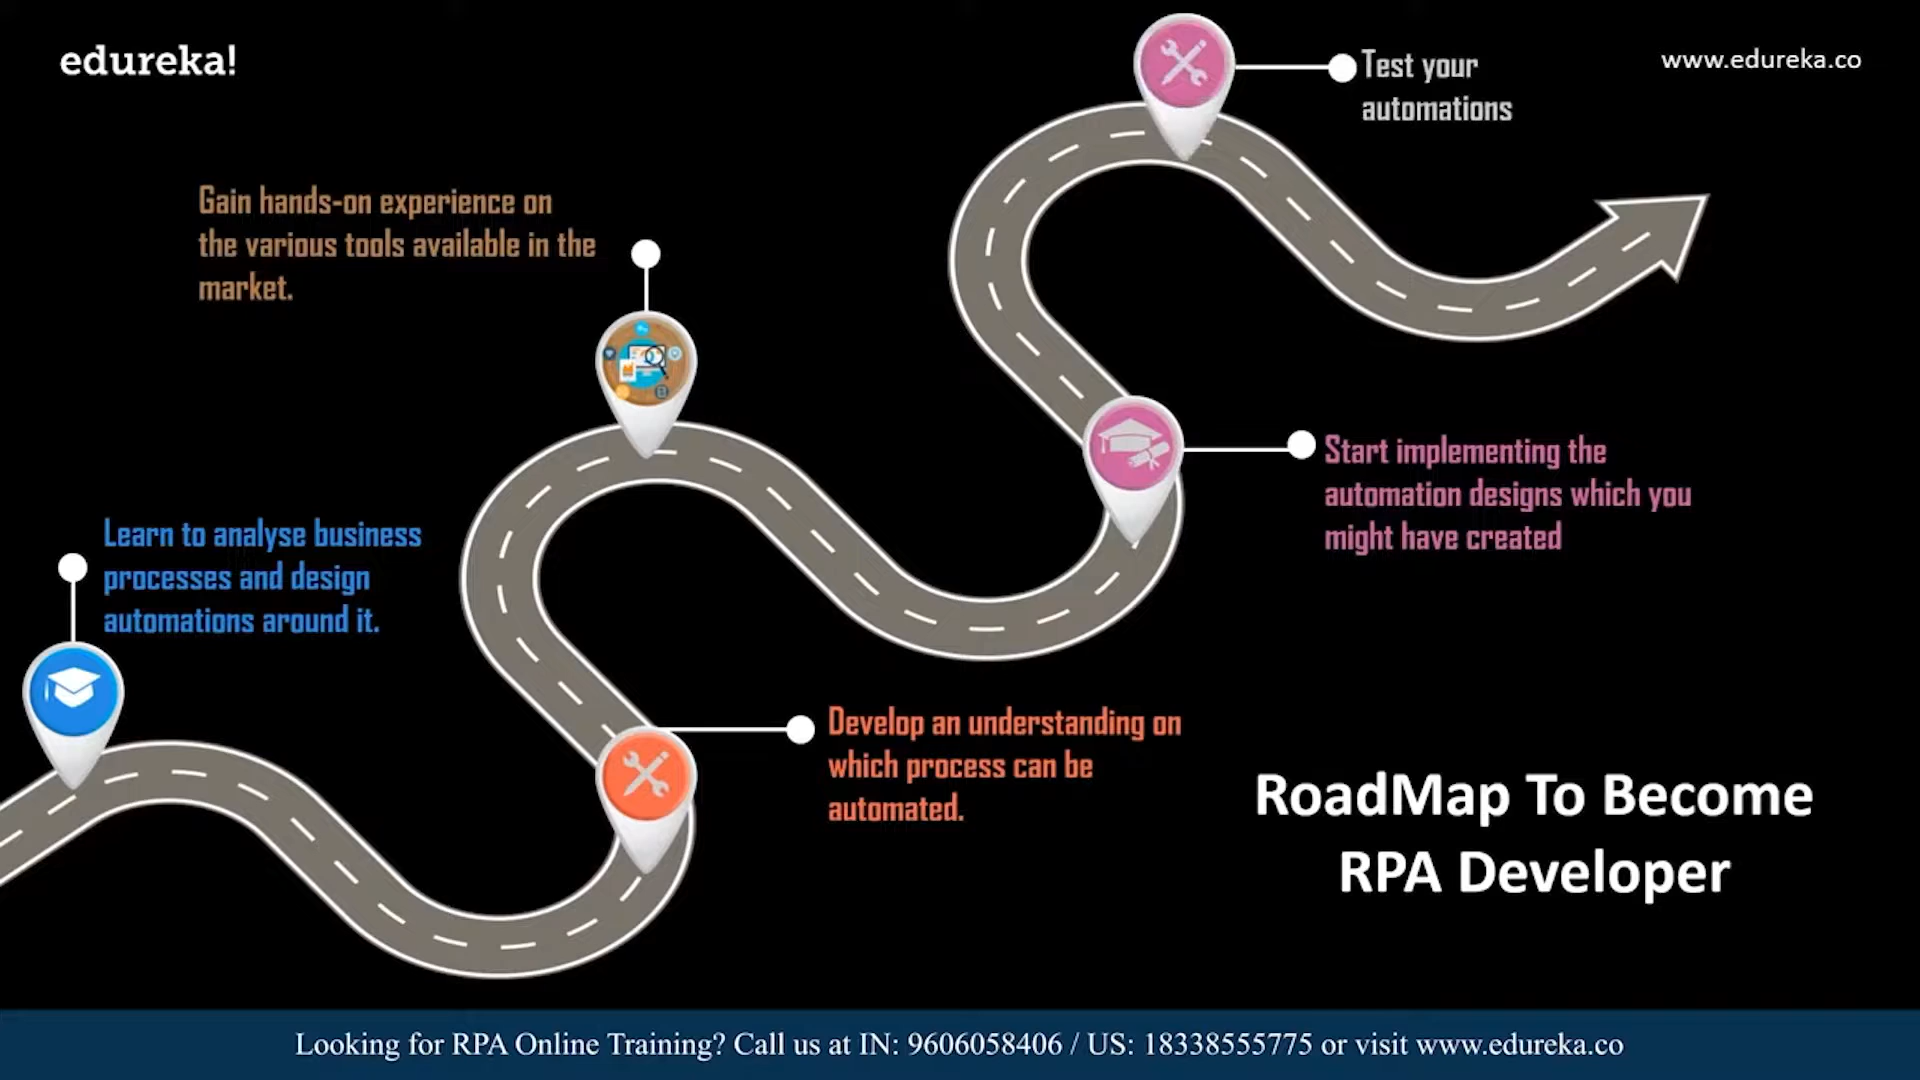 edureka!
www.edureka.co
Test your
automations
Gain hands-on experience on
the various tools available in the
market.
Start implementing the
automation designs which you
might have created
Learn to analyse business
processes and design
automations around it.
Develop an understanding on
which process can be
automated.
RoadMap To Become
RPA Developer
Looking for RPA Online Training? Call us at IN: 9606058406 / US: 18338555775 or visit www.edureka.co